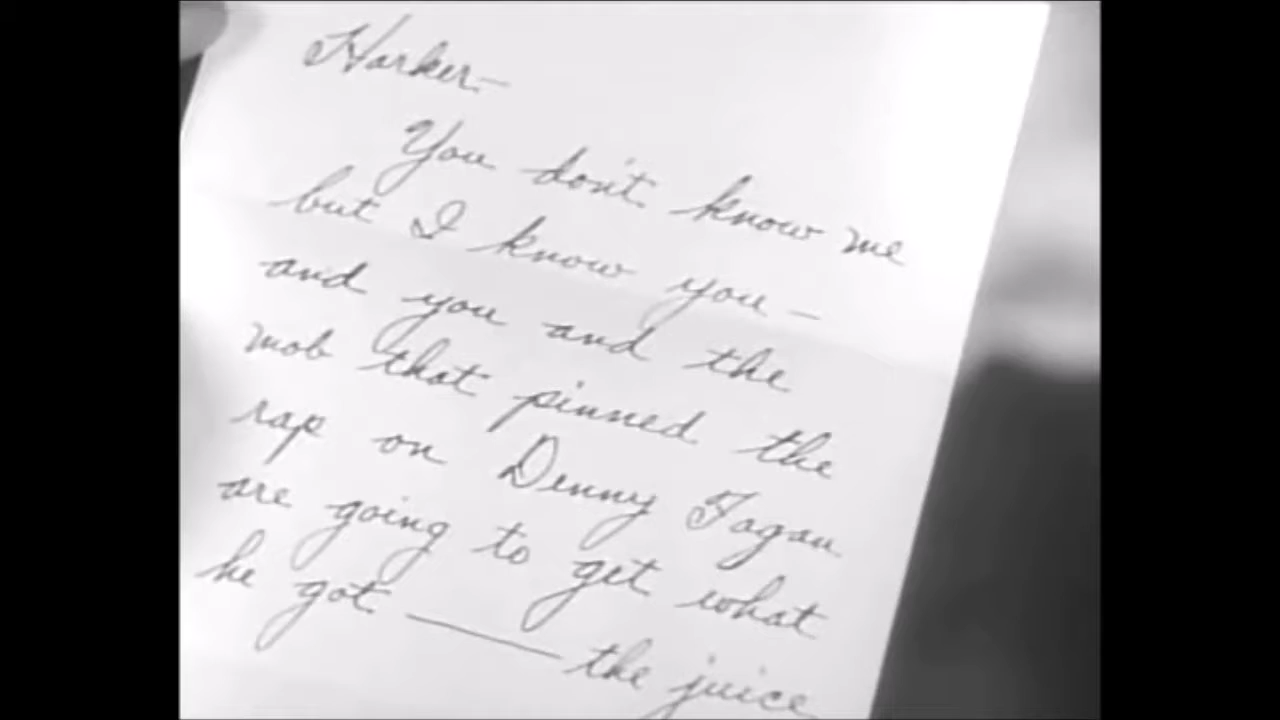 Harker—
You don't know me
but I know you —
and you and the
mob that pinned the
rap on Denny Fagan
are going to get what
he got —— the juice